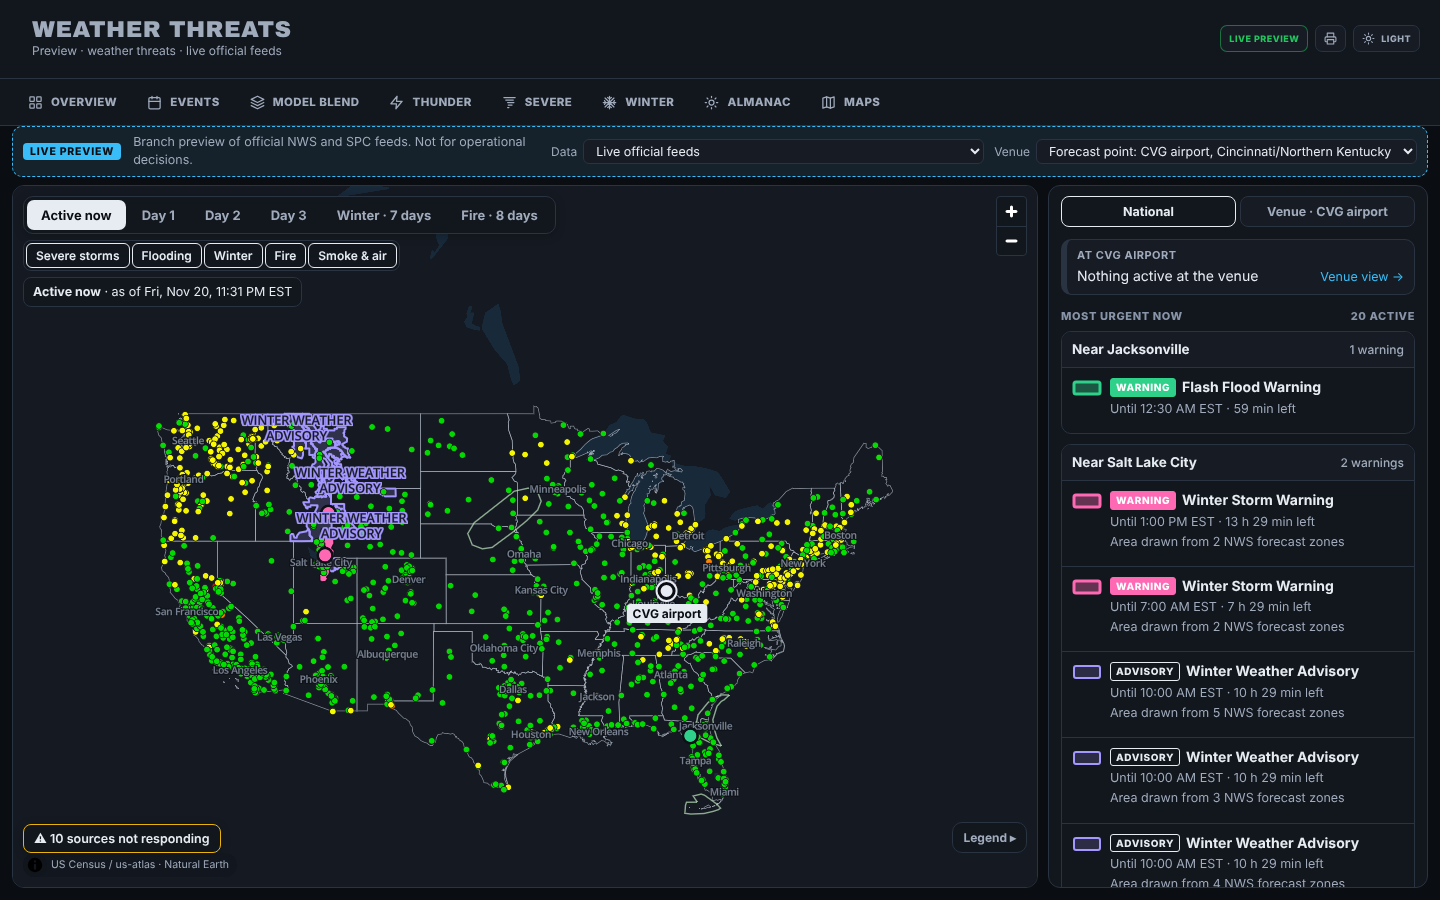 WEATHER THREATS
Preview · weather threats · live official feeds
LIVE PREVIEW
LIGHT
OVERVIEW
EVENTS
MODEL BLEND
THUNDER
SEVERE
WINTER
ALMANAC
MAPS
LIVE PREVIEW
Branch preview of official NWS and SPC feeds. Not for operational
decisions.
Data
Live official feeds
Venue
Forecast point: CVG airport, Cincinnati/Northern Kentucky
Active now
Day 1
Day 2
Day 3
Winter · 7 days
Fire · 8 days
Severe storms
Flooding
Winter
Fire
Smoke & air
Active now · as of Fri, Nov 20, 11:31 PM EST
+
−
WINTER WEATHER
ADVISORY
WINTER WEATHER
ADVISORY
WINTER WEATHER
ADVISORY
Seattle
Portland
Minneapolis
Boston
Detroit
Chicago
Omaha
Salt Lake City
Pittsburgh
New York
Denver
Indianapolis
Kansas City
Washington
San Francisco
CVG airport
Las Vegas
Raleigh
Oklahoma City
Memphis
Albuquerque
Los Angeles
Phoenix
Atlanta
Dallas
Jackson
Jacksonville
Houston
New Orleans
Tampa
Miami
⚠ 10 sources not responding
US Census / us-atlas · Natural Earth
Legend ▸
National
Venue · CVG airport
AT CVG AIRPORT
Nothing active at the venue
Venue view →
MOST URGENT NOW
20 ACTIVE
Near Jacksonville
1 warning
WARNING Flash Flood Warning
Until 12:30 AM EST · 59 min left
Near Salt Lake City
2 warnings
WARNING Winter Storm Warning
Until 1:00 PM EST · 13 h 29 min left
Area drawn from 2 NWS forecast zones
WARNING Winter Storm Warning
Until 7:00 AM EST · 7 h 29 min left
Area drawn from 2 NWS forecast zones
ADVISORY Winter Weather Advisory
Until 10:00 AM EST · 10 h 29 min left
Area drawn from 5 NWS forecast zones
ADVISORY Winter Weather Advisory
Until 10:00 AM EST · 10 h 29 min left
Area drawn from 3 NWS forecast zones
ADVISORY Winter Weather Advisory
Until 10:00 AM EST · 10 h 29 min left
Area drawn from 4 NWS forecast zones